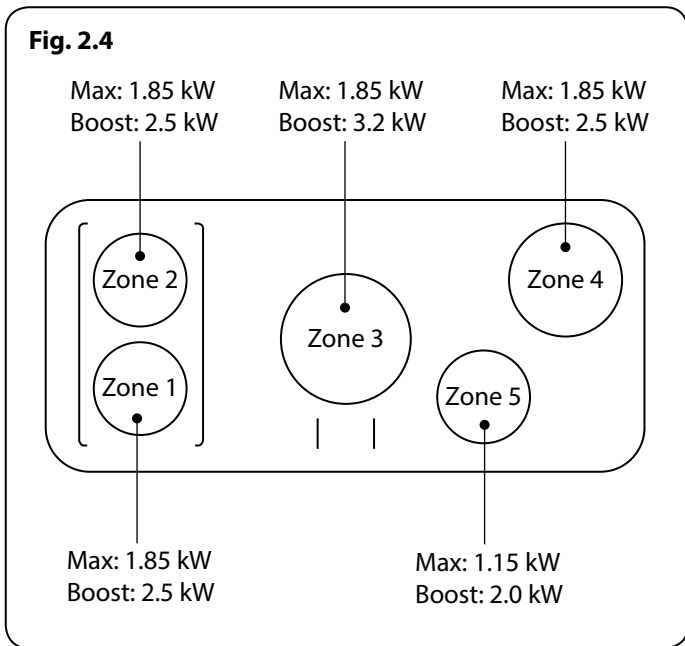 Fig. 2.4
Max: 1.85 kW
Boost: 2.5 kW
Max: 1.85 kW
Boost: 3.2 kW
Max: 1.85 kW
Boost: 2.5 kW
Zone 2
Zone 4
Zone 3
Zone 1
Zone 5
Max: 1.85 kW
Boost: 2.5 kW
Max: 1.15 kW
Boost: 2.0 kW